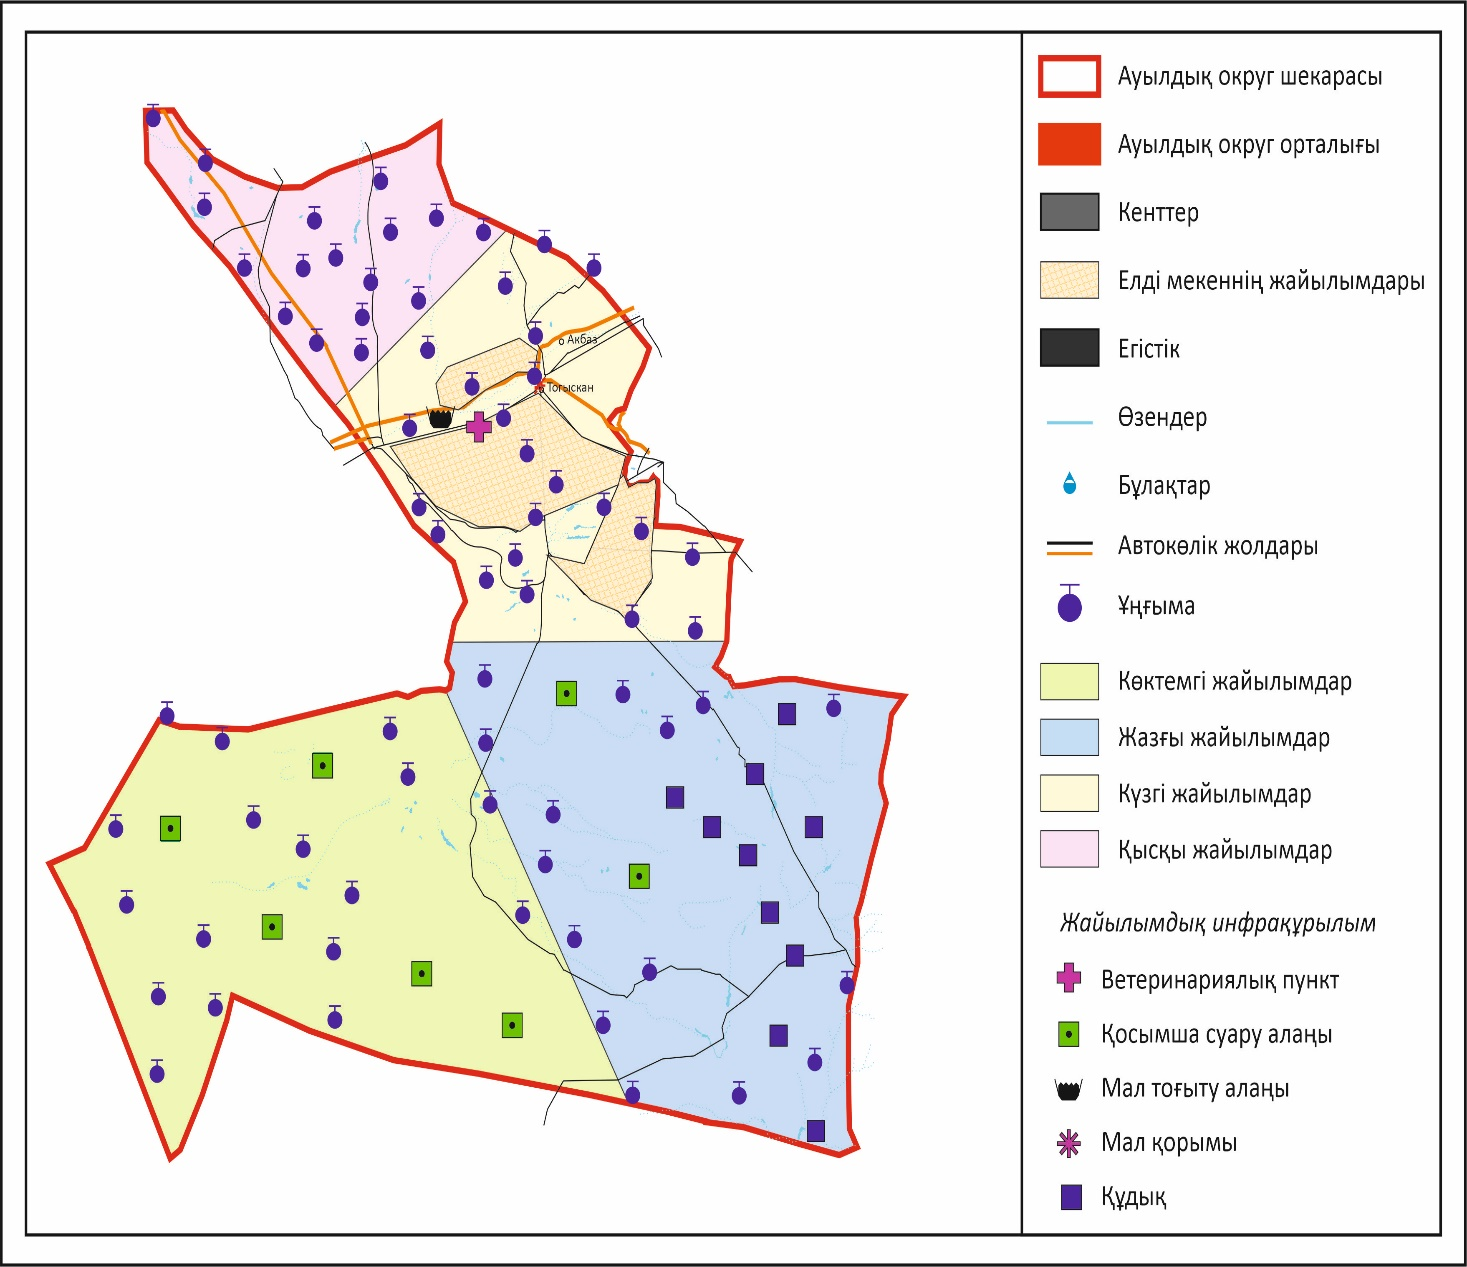 Акбаз
Тоғыскан
Ауылдық округ шекарасы
Ауылдық округ орталығы
Кенттер
Елді мекеннің жайылымдары
Егістік
Өзендер
Бұлақтар
Автокөлік жолдары
Ұңғыма
Көктемгі жайылымдар
Жазғы жайылымдар
Күзгі жайылымдар
Қысқы жайылымдар
Жайылымдық инфрақұрылым
Ветеринариялық пункт
Қосымша суару алаңы
Мал тоғыту алаңы
Мал қорымы
Құдық